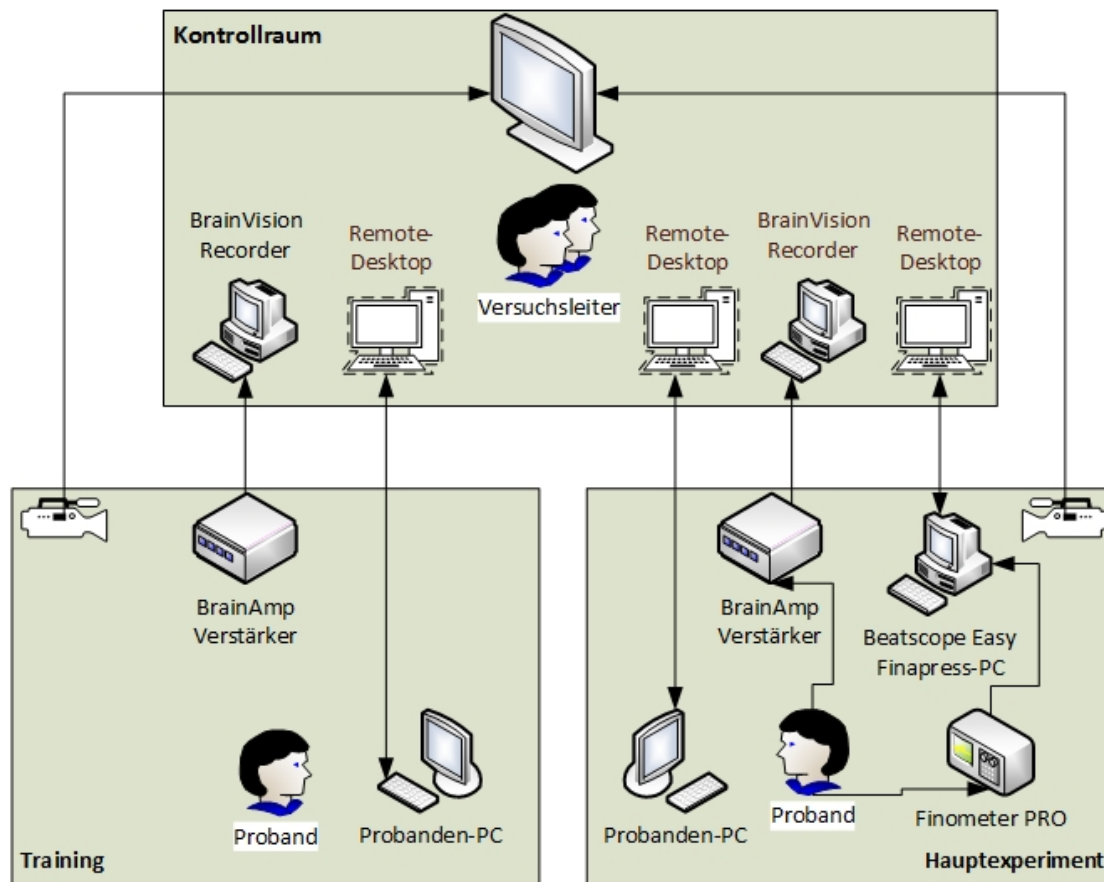 Kontrollraum
BrainVision
Recorder
Remote-
Desktop
Versuchsleiter
Remote-
Desktop
BrainVision
Recorder
Remote-
Desktop
BrainAmp
Verstärker
Proband
Probanden-PC
Training
BrainAmp
Verstärker
Beatscope Easy
Finapress-PC
Probanden-PC
Proband
Finometer PRO
Hauptexperiment